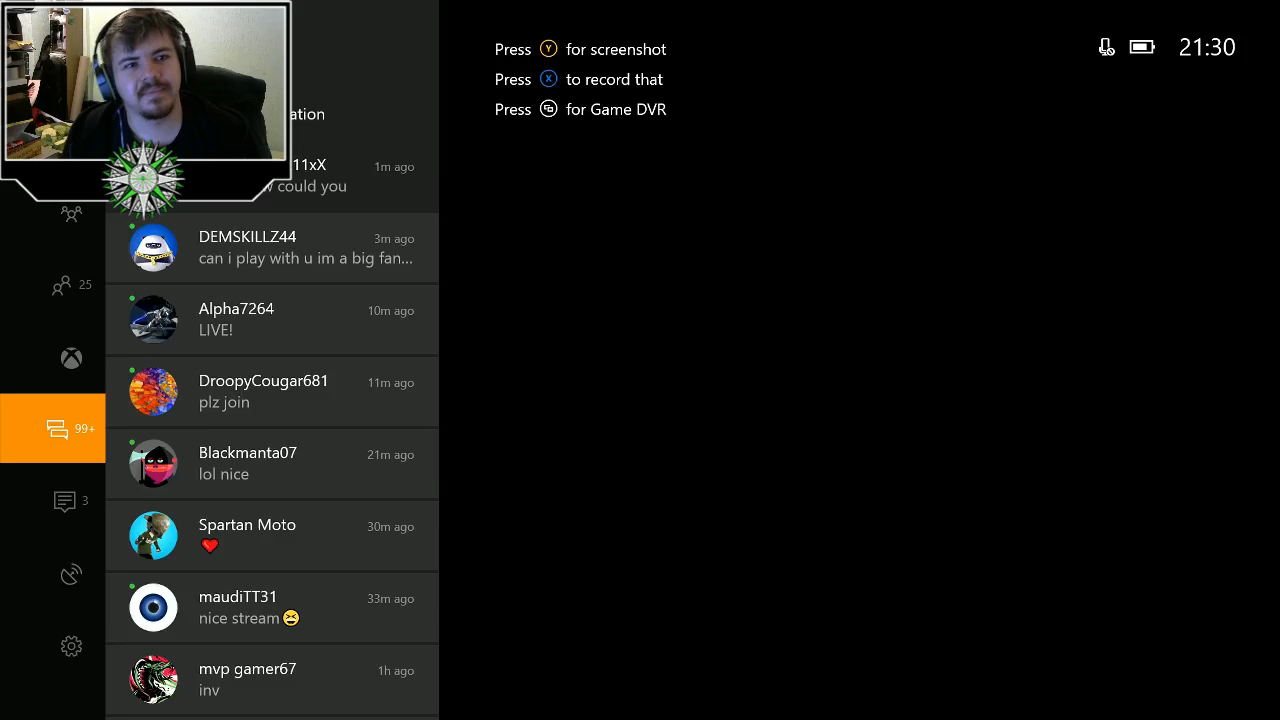 Press Y for screenshot
Press X to record that
Press for Game DVR
21:30
ation
11xX 1m ago
could you
DEMSKILLZ44 3m ago
can i play with u im a big fan...
25
Alpha7264 10m ago
LIVE!
DroopyCougar681 11m ago
plz join
99+
Blackmanta07 21m ago
lol nice
3
Spartan Moto 30m ago
❤
maudiTT31 33m ago
nice stream😆
mvp gamer67 1h ago
inv